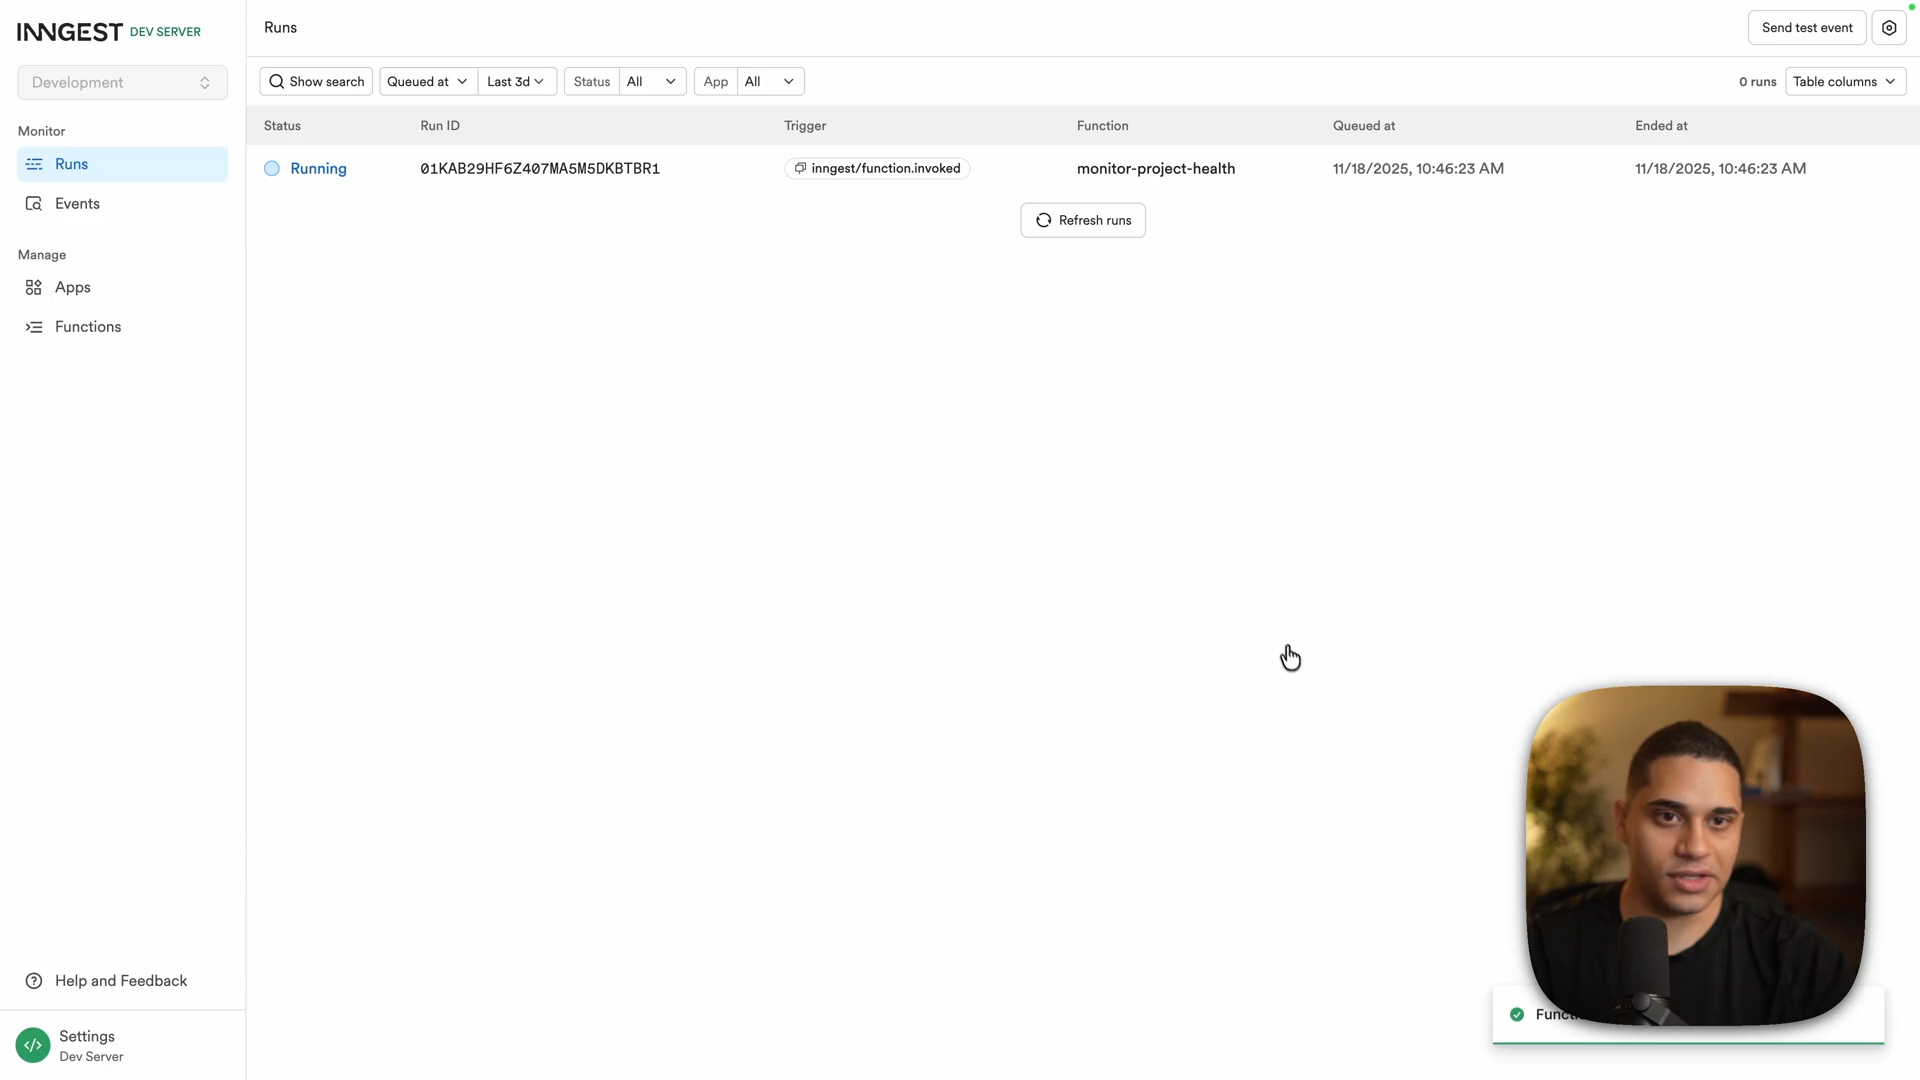 INNGEST DEV SERVER
Development
Monitor
Runs
Events
Manage
Apps
Functions
Help and Feedback
Settings
Dev Server
Runs
Send test event
Show search
Queued at
Last 3d
Status
All
App
All
0 runs
Table columns
Status Run ID Trigger Function Queued at Ended at
Running 01KAB29HF6Z407MA5M5DKBTBR1 inngest/function.invoked monitor-project-health 11/18/2025, 10:46:23 AM 11/18/2025, 10:46:23 AM
Refresh runs